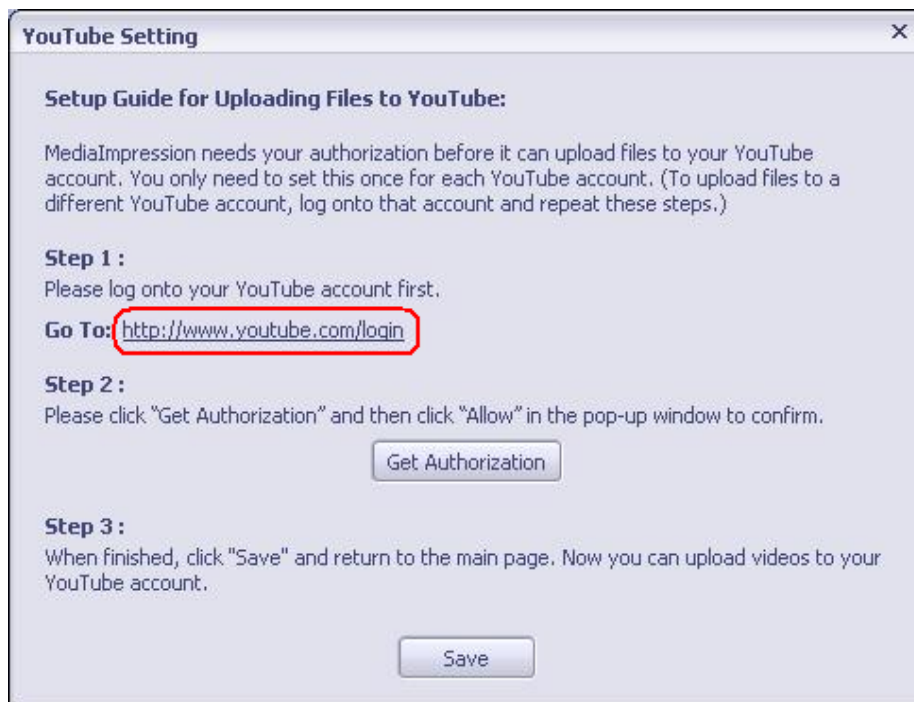 YouTube Setting
Setup Guide for Uploading Files to YouTube:
MediaImpression needs your authorization before it can upload files to your YouTube
account. You only need to set this once for each YouTube account. (To upload files to a
different YouTube account, log onto that account and repeat these steps.)
Step 1 :
Please log onto your YouTube account first.
Go To: http://www.youtube.com/login
Step 2 :
Please click “Get Authorization” and then click “Allow” in the pop-up window to confirm.
Get Authorization
Step 3 :
When finished, click "Save" and return to the main page. Now you can upload videos to your
YouTube account.
Save